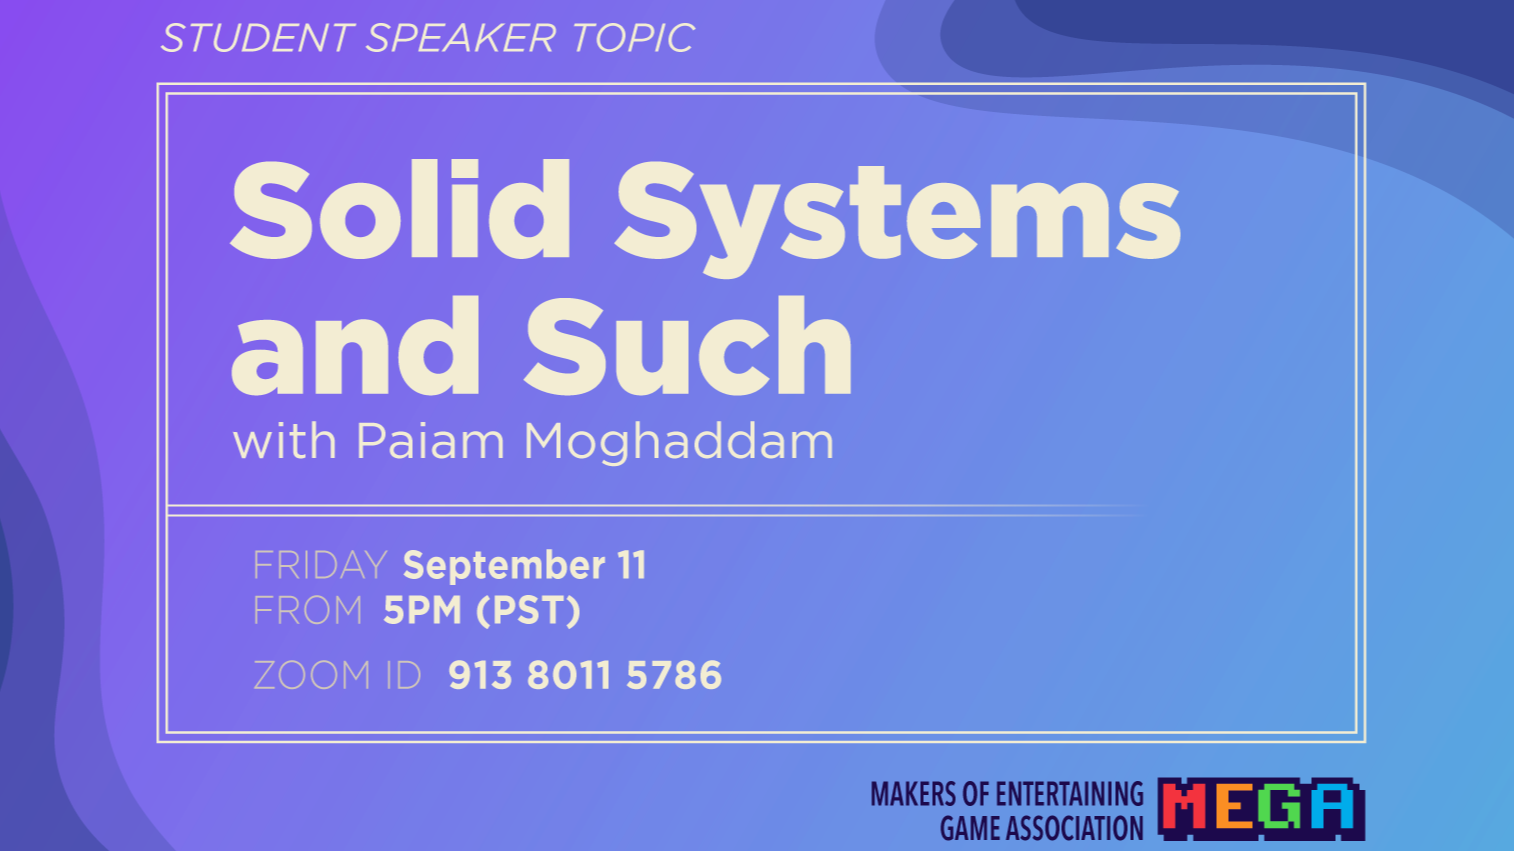 STUDENT SPEAKER TOPIC
Solid Systems
and Such
with Paiam Moghaddam
FRIDAY September 11
FROM 5PM (PST)
ZOOM ID 913 8011 5786
MAKERS OF ENTERTAINING
GAME ASSOCIATION
MEGA